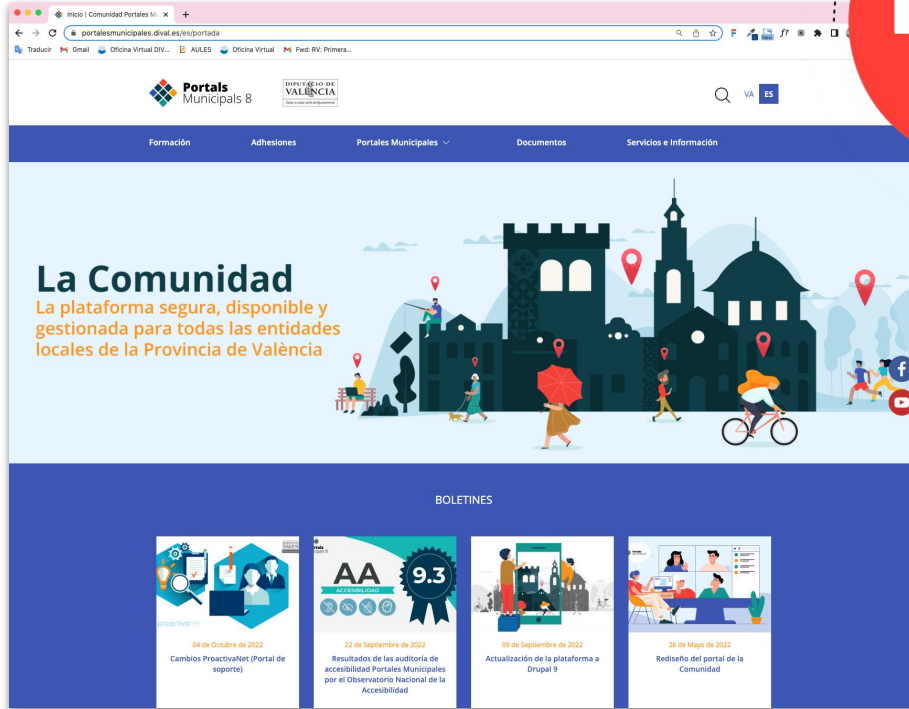 Inicio | Comunidad Portales Mu
portalesmunicipales.dival.es/es/portada
New
f?
Traducir
Gmail
Oficina Virtual DIV...
AULES
Oficina Virtual
Fwd: RV: Primera...
Portals
Municipals 8
DIPUTACIÓ DE
VALÈNCIA
VA
ES
Formación
Adhesiones
Portales Municipales
Documentos
Servicios e Información
La Comunidad
La plataforma segura, disponible y
gestionada para todas las entidades
locales de la Provincia de València
BOLETINES
proactivanet
04 de Octubre de 2022
Cambios ProactivaNet (Portal de
soporte)
AA
ACCESIBILIDAD
9.3
22 de Septiembre de 2022
Resultados de las auditoría de
accesibilidad Portales Municipales
por el Observatorio Nacional de la
Accesibilidad
09 de Septiembre de 2022
Actualización de la plataforma a
Drupal 9
26 de Mayo de 2022
Rediseño del portal de la
Comunidad